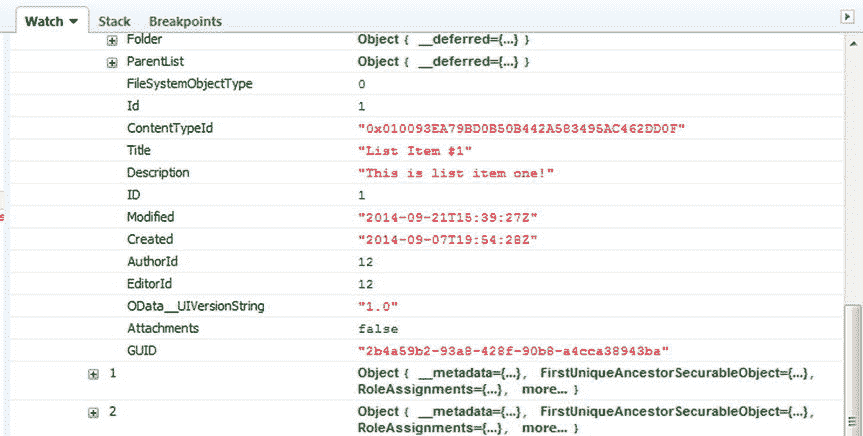 Watch Stack Breakpoints
Folder Object { __deferred={...} }
ParentList Object { __deferred={...} }
FileSystemObjectType 0
Id 1
ContentTypeId "0x010093EA79BD0B50B442A583495AC462DD0F"
Title "List Item #1"
Description "This is list item one!"
ID 1
Modified "2014-09-21T15:39:27Z"
Created "2014-09-07T19:54:28Z"
AuthorId 12
EditorId 12
OData__UIVersionString "1.0"
Attachments false
GUID "2b4a59b2-93a8-428f-90b8-a4cca38943ba"
1 Object { __metadata={...}, FirstUniqueAncestorSecurableObject={...},
RoleAssignments={...}, more... }
2 Object { __metadata={...}, FirstUniqueAncestorSecurableObject={...},
RoleAssignments={...}, more... }